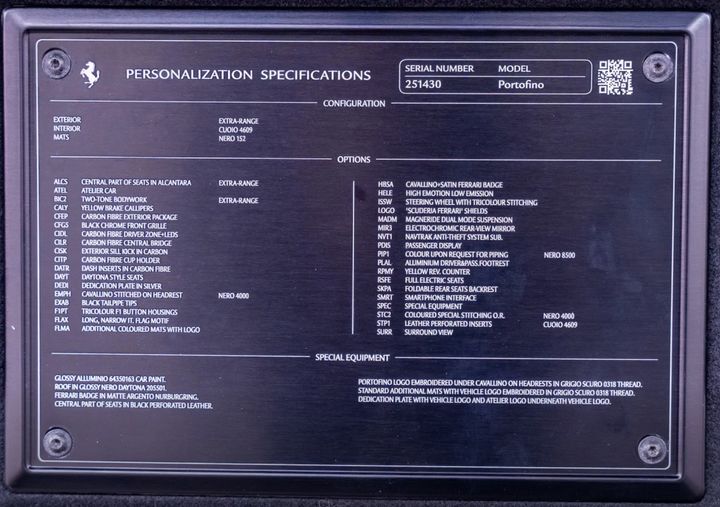 PERSONALIZATION SPECIFICATIONS
SERIAL NUMBER MODEL
251430 Portofino
CONFIGURATION
EXTERIOR EXTRA-RANGE
INTERIOR CUOIO 4609
MATS NERO 152
OPTIONS
ALCS CENTRAL PART OF SEATS IN ALCANTARA EXTRA-RANGE
ATEL ATELIER CAR
BIC2 TWO-TONE BODYWORK EXTRA-RANGE
CALY YELLOW BRAKE CALLIPERS
CFEP CARBON FIBRE EXTERIOR PACKAGE
CFGS BLACK CHROME FRONT GRILLE
CIDL CARBON FIBRE DRIVER ZONE+LEDS
CILR CARBON FIBRE CENTRAL BRIDGE
CISK EXTERIOR SILL KICK IN CARBON
CITP CARBON FIBRE CUP HOLDER
DATR DASH INSERTS IN CARBON FIBRE
DAYT DAYTONA STYLE SEATS
DEDI DEDICATION PLATE IN SILVER
EMPH CAVALLINO STITCHED ON HEADREST NERO 4000
EXAB BLACK TAILPIPE TIPS
F1PT TRICOLOUR F1 BUTTON HOUSINGS
FLAX LONG, NARROW IT. FLAG MOTIF
FLMA ADDITIONAL COLOURED MATS WITH LOGO
HBSA CAVALLINO+SATIN FERRARI BADGE
HELE HIGH EMOTION LOW EMISSION
ISSW STEERING WHEEL WITH TRICOLOUR STITCHING
LOGO "SCUDERIA FERRARI" SHIELDS
MADM MAGNERIDE DUAL MODE SUSPENSION
MIR3 ELECTROCHROMIC REAR-VIEW MIRROR
NVT1 NAVTRAK ANTI-THEFT SYSTEM SUB.
PDIS PASSENGER DISPLAY
PIP1 COLOUR UPON REQUEST FOR PIPING NERO 8500
PLAL ALUMINIUM DRIVER&PASS.FOOTREST
RPMY YELLOW REV. COUNTER
RSFE FULL ELECTRIC SEATS
SKPA FOLDABLE REAR SEATS BACKREST
SMRT SMARTPHONE INTERFACE
SPEC SPECIAL EQUIPMENT
STC2 COLOURED SPECIAL STITCHING O.R. NERO 4000
STP1 LEATHER PERFORATED INSERTS CUOIO 4609
SURR SURROUND VIEW
SPECIAL EQUIPMENT
GLOSSY ALLUMINIO 64350163 CAR PAINT.
ROOF IN GLOSSY NERO DAYTONA 205501.
FERRARI BADGE IN MATTE ARGENTO NURBURGRING.
CENTRAL PART OF SEATS IN BLACK PERFORATED LEATHER.
PORTOFINO LOGO EMBROIDERED UNDER CAVALLINO ON HEADRESTS IN GRIGIO SCURO 0318 THREAD.
STANDARD ADDITIONAL MATS WITH VEHICLE LOGO EMBROIDERED IN GRIGIO SCURO 0318 THREAD.
DEDICATION PLATE WITH VEHICLE LOGO AND ATELIER LOGO UNDERNEATH VEHICLE LOGO.